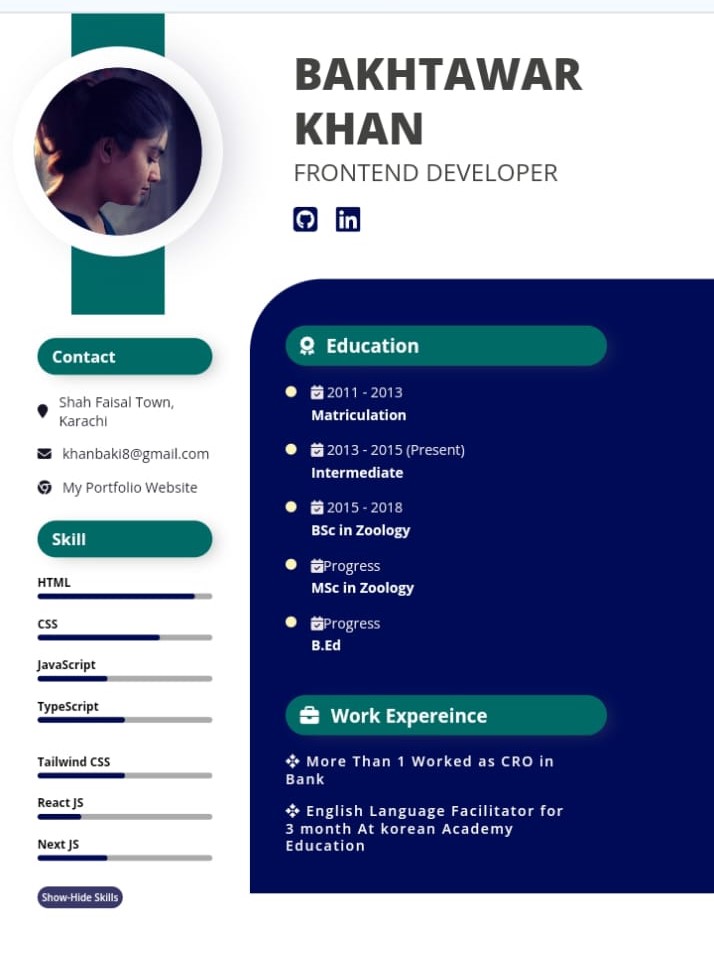 BAKHTAWAR
KHAN
FRONTEND DEVELOPER
Contact
Shah Faisal Town,
Karachi
khanbaki8@gmail.com
My Portfolio Website
Skill
HTML
CSS
JavaScript
TypeScript
Tailwind CSS
React JS
Next JS
Show-Hide Skills
Education
2011 - 2013
Matriculation
2013 - 2015 (Present)
Intermediate
2015 - 2018
BSc in Zoology
Progress
MSc in Zoology
Progress
B.Ed
Work Expereince
More Than 1 Worked as CRO in
Bank
English Language Facilitator for
3 month At korean Academy
Education